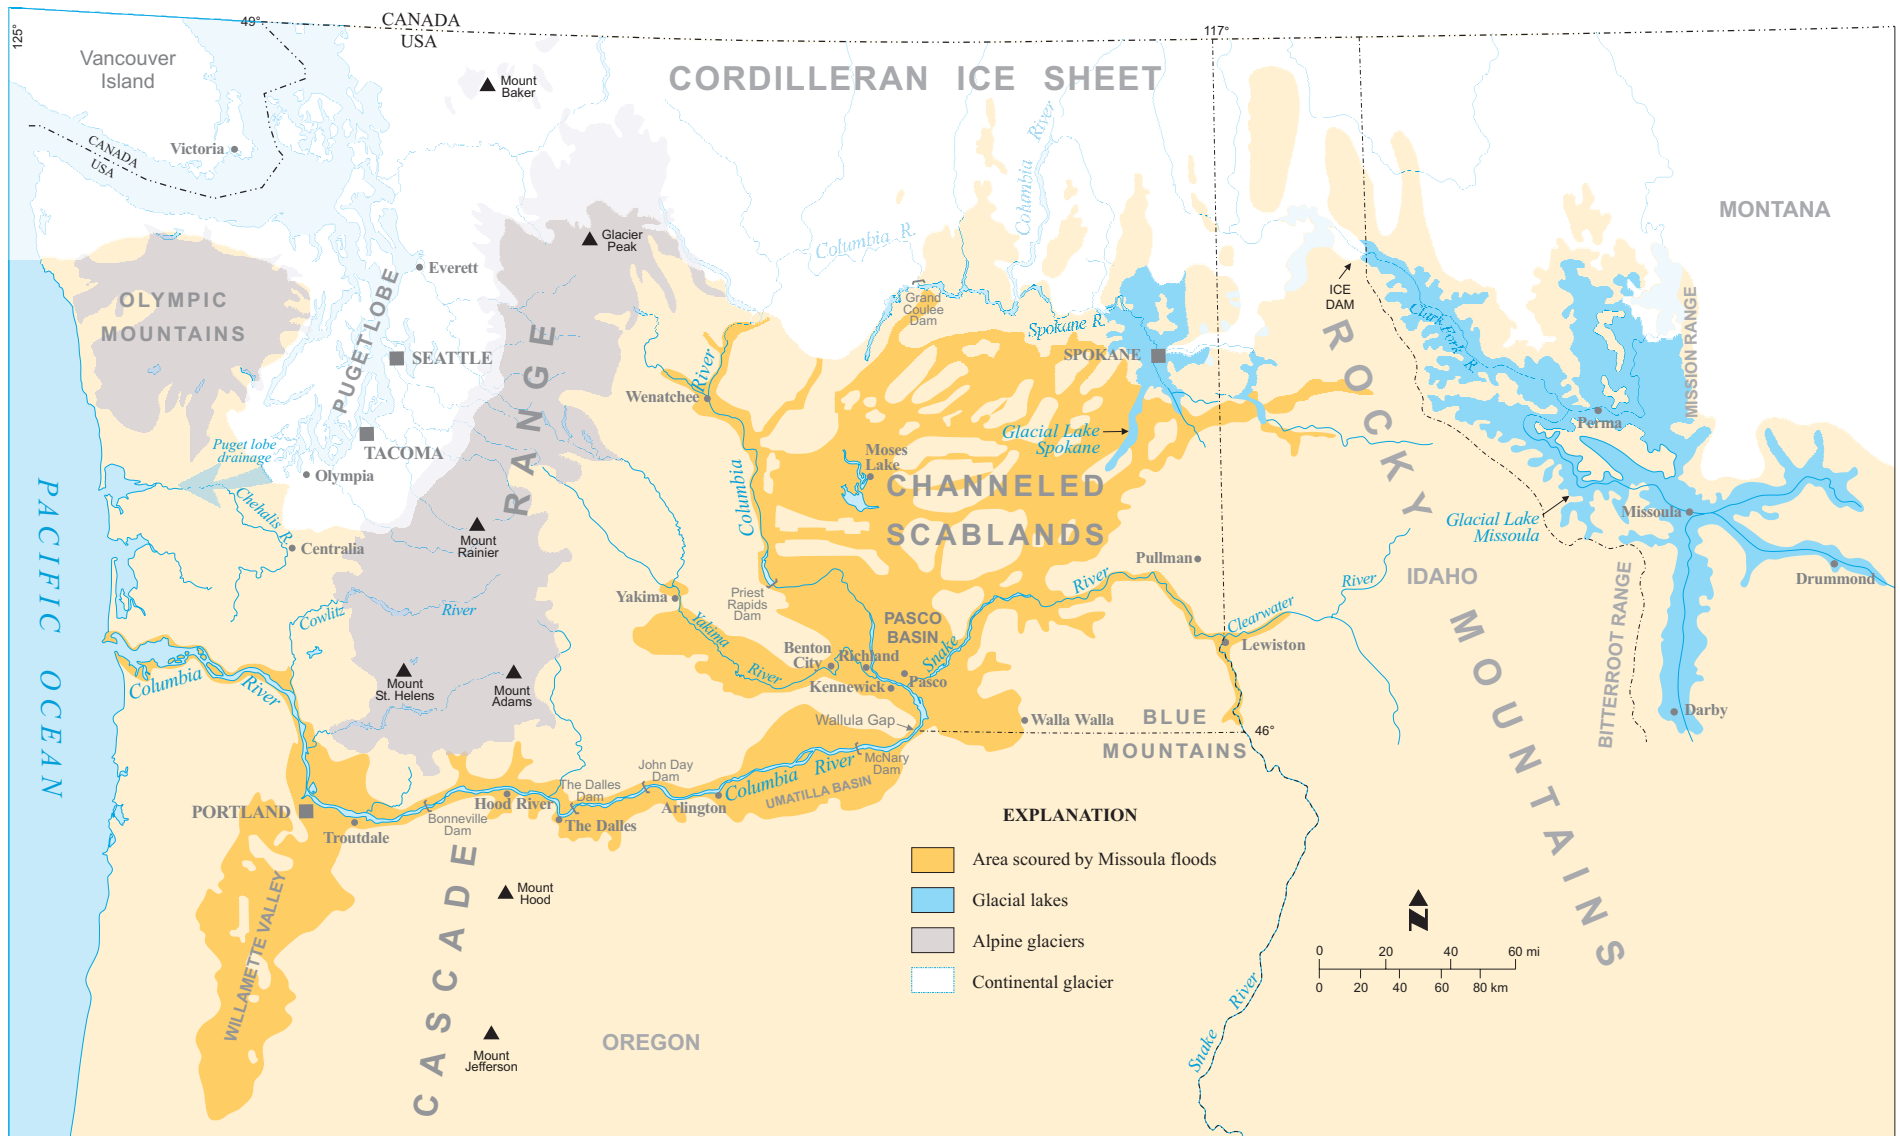 125°
49°
CANADA
USA
117°
Vancouver
Island
Mount
Baker
CORDILLERAN ICE SHEET
Victoria
CANADA
USA
Columbia River
MONTANA
Glacier
Peak
Columbia R.
Everett
OLYMPIC
MOUNTAINS
PUGET LOBE
ICE
DAM
Grand
Coulee
Dam
Spokane R.
Clark Fork R.
MISSION RANGE
SEATTLE
SPOKANE
River
Wenatchee
Perma
Glacial Lake
Spokane
Puget lobe
drainage
TACOMA
Moses
Lake
Olympia
Columbia
CHANNELED
SCABLANDS
Chehalis R.
Glacial Lake
Missoula
Missoula
Mount
Rainier
Centralia
Pullman
Drummond
IDAHO
River
River
Priest
Rapids
Dam
Yakima
Cowlitz
River
PASCO
BASIN
Clearwater
BITTERROOT RANGE
Yakima
River
Benton
City
Richland
Snake
Lewiston
PACIFIC OCEAN
Columbia
River
Mount
St. Helens
Mount
Adams
Kennewick
Pasco
Darby
Wallula Gap
Walla Walla
BLUE
MOUNTAINS
46°
ROCKY MOUNTAINS
John Day
Dam
River
McNary
Dam
The Dalles
Dam
Columbia
UMATILLA BASIN
PORTLAND
Hood River
Arlington
Troutdale
Bonneville
Dam
The Dalles
CASCADE RANGE
EXPLANATION
Area scoured by Missoula floods
Glacial lakes
Alpine glaciers
Continental glacier
Mount
Hood
WILLAMETTE VALLEY
N
0 20 40 60 mi
0 20 40 60 80 km
Snake River
OREGON
Mount
Jefferson